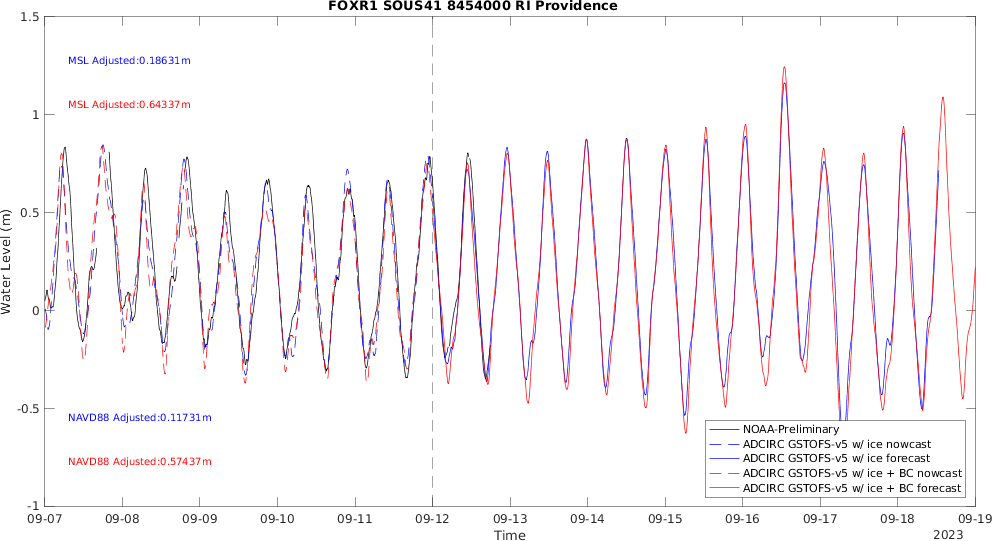 FOXR1 SOUS41 8454000 RI Providence
1.5
1
0.5
0
-0.5
-1
Water Level (m)
MSL Adjusted:0.18631m
MSL Adjusted:0.64337m
NAVD88 Adjusted:0.11731m
NAVD88 Adjusted:0.57437m
NOAA-Preliminary
ADCIRC GSTOFS-v5 w/ ice nowcast
ADCIRC GSTOFS-v5 w/ ice forecast
ADCIRC GSTOFS-v5 w/ ice + BC nowcast
ADCIRC GSTOFS-v5 w/ ice + BC forecast
09-07 09-08 09-09 09-10 09-11 09-12 09-13 09-14 09-15 09-16 09-17 09-18 09-19
Time
2023